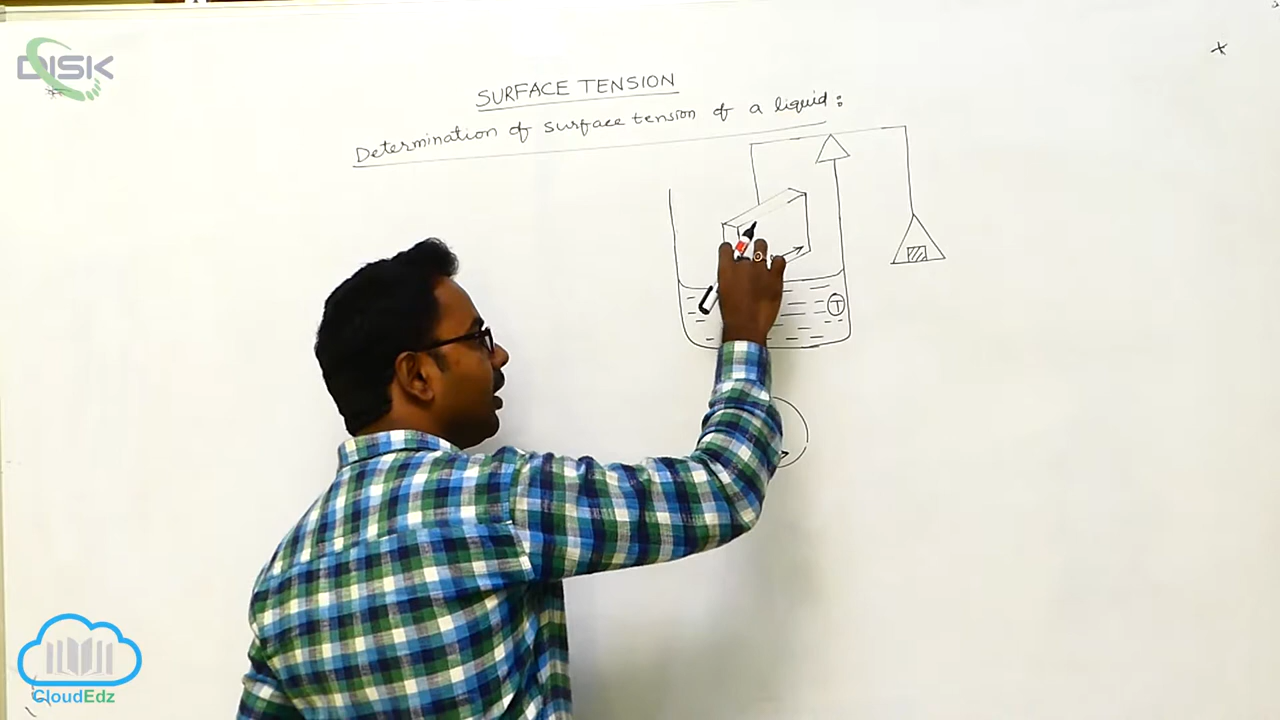 DISK
SURFACE TENSION
Determination of surface tension of a liquid:
T
CloudEdz